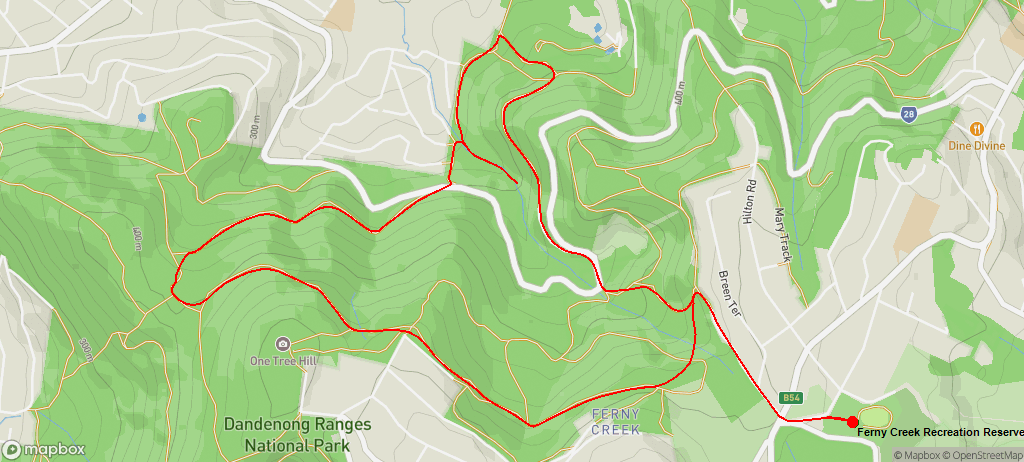 300 m
400 m
28
Dine Divine
Hilton Rd
Mary Track
400 m
Breen Ter
300 m
One Tree Hill
B54
Dandenong Ranges
National Park
FERNY
CREEK
Ferny Creek Recreation Reserve
mapbox
© Mapbox © OpenStreetMap